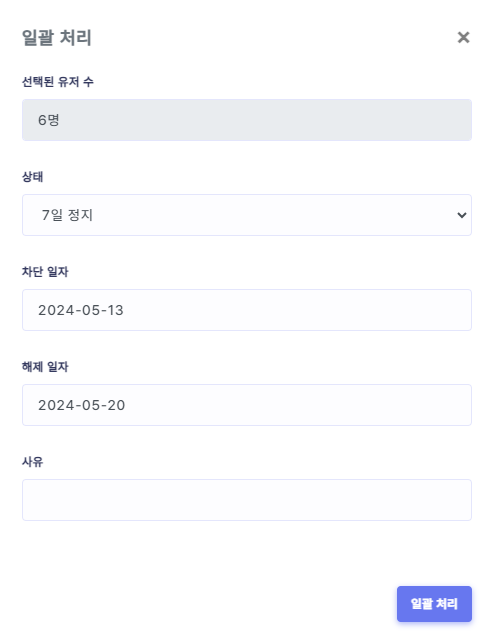 일괄 처리
선택된 유저 수
6명
상태
7일 정지
차단 일자
2024-05-13
해제 일자
2024-05-20
사유
일괄 처리